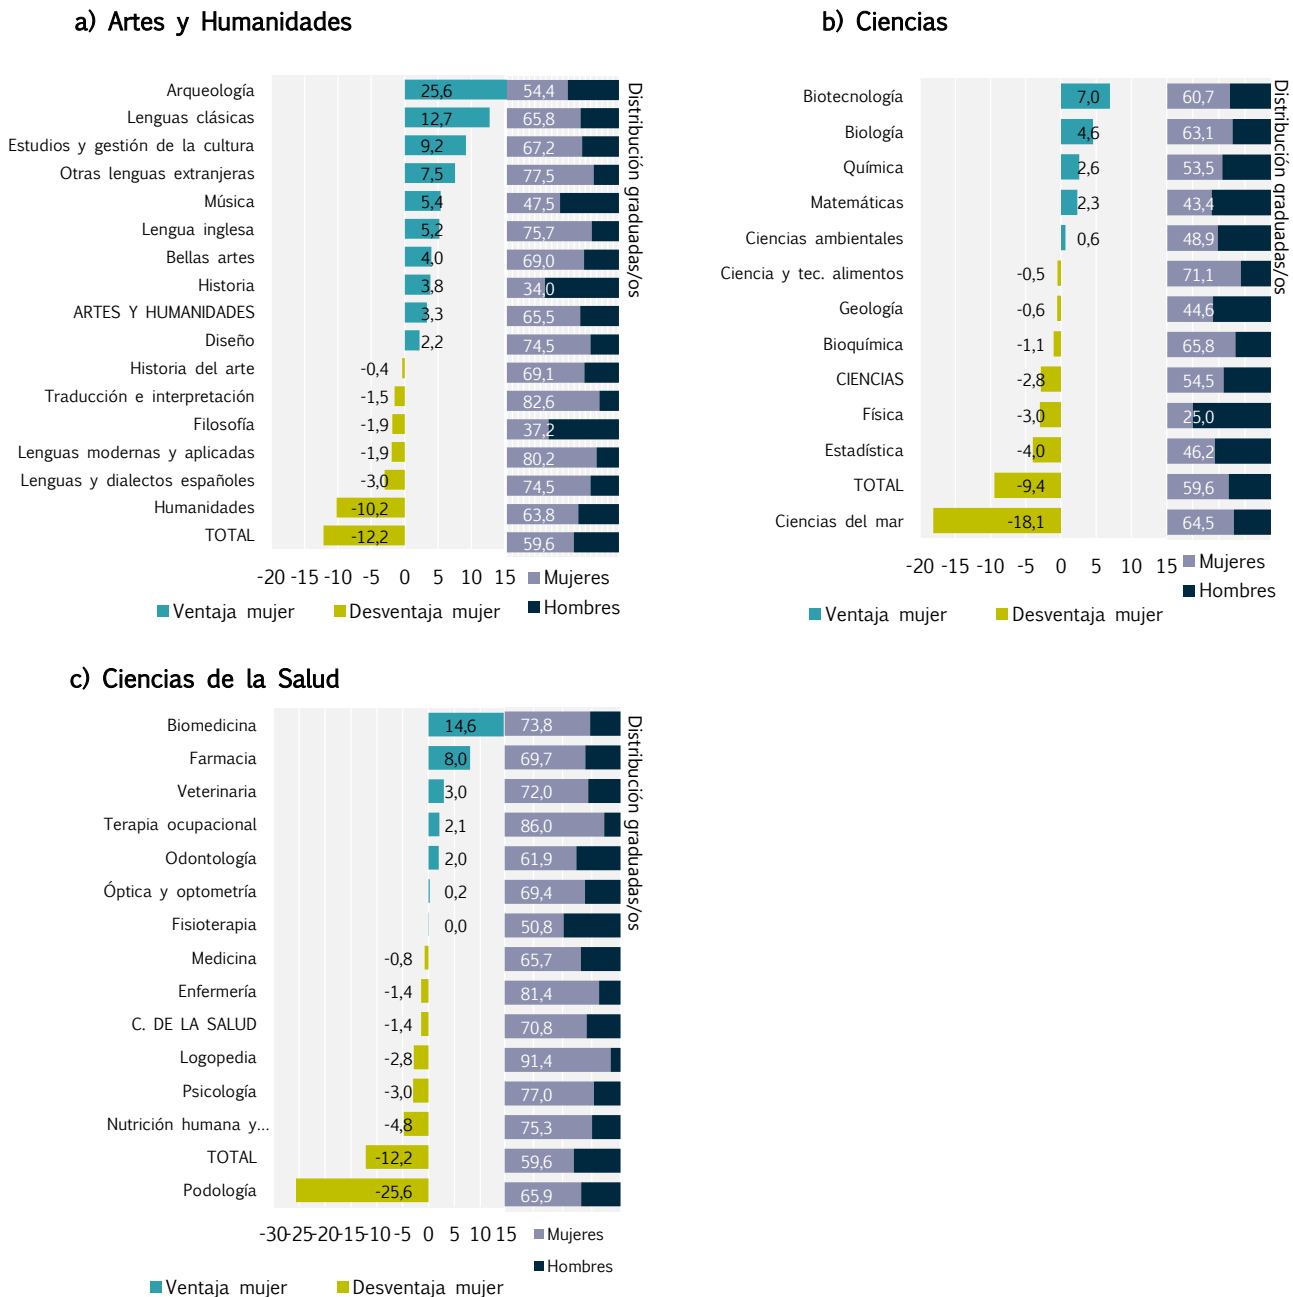 a) Artes y Humanidades
Arqueología 25,6 54,4
Lenguas clásicas 12,7 65,8
Estudios y gestión de la cultura 9,2 67,2
Otras lenguas extranjeras 7,5 77,5
Música 5,4 47,5
Lengua inglesa 5,2 75,7
Bellas artes 4,0 69,0
Historia 3,8 34,0
ARTES Y HUMANIDADES 3,3 65,5
Diseño 2,2 74,5
Historia del arte -0,4 69,1
Traducción e interpretación -1,5 82,6
Filosofía -1,9 37,2
Lenguas modernas y aplicadas -1,9 80,2
Lenguas y dialectos españoles -3,0 74,5
Humanidades -10,2 63,8
TOTAL -12,2 59,6
Distribución graduadas/os
-20 -15 -10 -5 0 5 10 15
Mujeres
Hombres
Ventaja mujer Desventaja mujer
b) Ciencias
Biotecnología 7,0 60,7
Biología 4,6 63,1
Química 2,6 53,5
Matemáticas 2,3 43,4
Ciencias ambientales 0,6 48,9
Ciencia y tec. alimentos -0,5 71,1
Geología -0,6 44,6
Bioquímica -1,1 65,8
CIENCIAS -2,8 54,5
Física -3,0 25,0
Estadística -4,0 46,2
TOTAL -9,4 59,6
Ciencias del mar -18,1 64,5
Distribución graduadas/os
-20 -15 -10 -5 0 5 10 15
Mujeres
Hombres
Ventaja mujer Desventaja mujer
c) Ciencias de la Salud
Biomedicina 14,6 73,8
Farmacia 8,0 69,7
Veterinaria 3,0 72,0
Terapia ocupacional 2,1 86,0
Odontología 2,0 61,9
Óptica y optometría 0,2 69,4
Fisioterapia 0,0 50,8
Medicina -0,8 65,7
Enfermería -1,4 81,4
C. DE LA SALUD -1,4 70,8
Logopedia -2,8 91,4
Psicología -3,0 77,0
Nutrición humana y... -4,8 75,3
TOTAL -12,2 59,6
Podología -25,6 65,9
Distribución graduadas/os
-30 -25 -20 -15 -10 -5 0 5 10 15
Mujeres
Hombres
Ventaja mujer Desventaja mujer